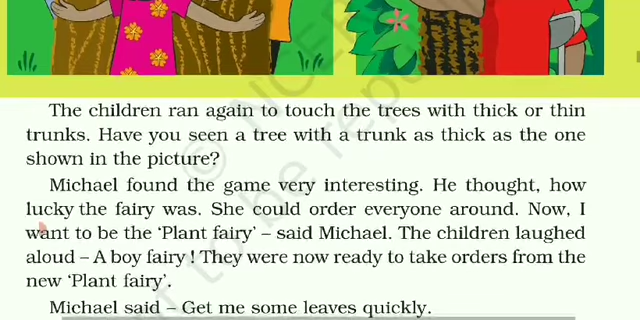 The children ran again to touch the trees with thick or thin
trunks. Have you seen a tree with a trunk as thick as the one
shown in the picture?
Michael found the game very interesting. He thought, how
lucky the fairy was. She could order everyone around. Now, I
want to be the ‘Plant fairy’ – said Michael. The children laughed
aloud – A boy fairy ! They were now ready to take orders from the
new ‘Plant fairy’.
Michael said – Get me some leaves quickly.